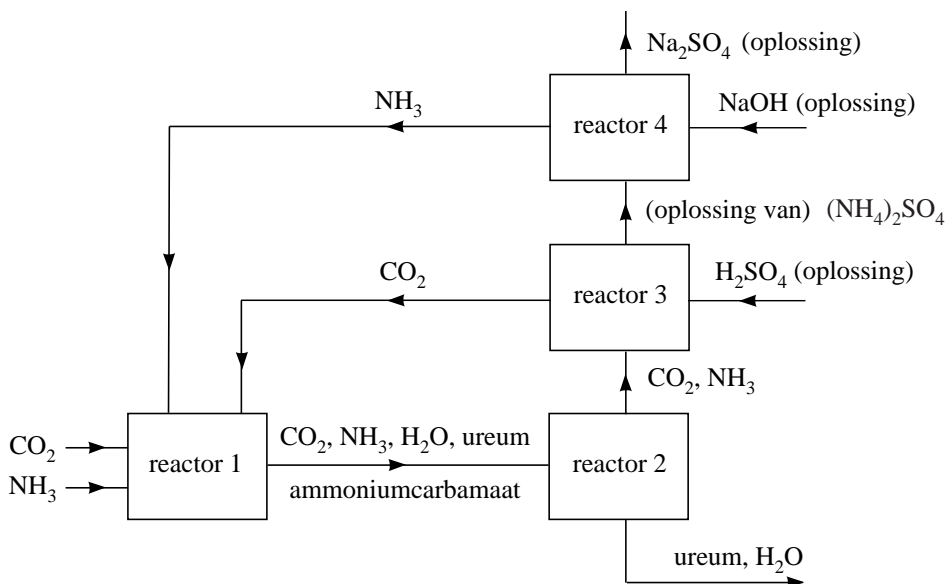 Na₂SO₄ (oplossing)
NH₃
reactor 4
NaOH (oplossing)
(oplossing van) (NH₄)₂SO₄
CO₂
reactor 3
H₂SO₄ (oplossing)
CO₂, NH₃
CO₂
NH₃
reactor 1
CO₂, NH₃, H₂O, ureum
ammoniumcarbamaat
reactor 2
ureum, H₂O